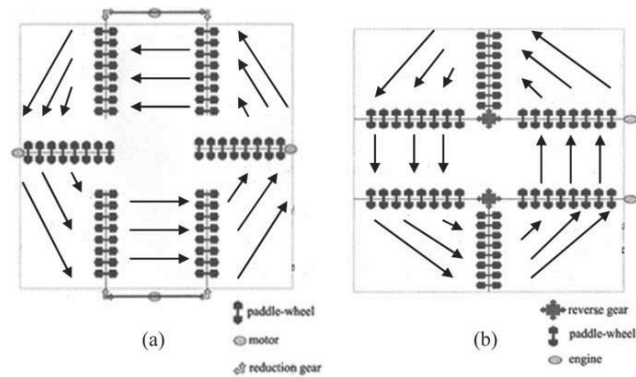 (a)
paddle-wheel
motor
reduction gear
(b)
reverse gear
paddle-wheel
engine